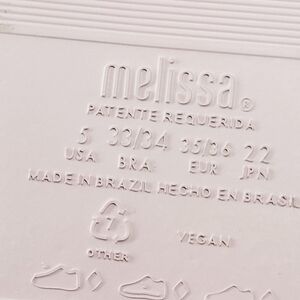 melissa®
PATENTE REQUERIDA
5 33/34 35/36 22
USA BRA EUR JPN
MADE IN BRAZIL HECHO EN BRASIL
OTHER VEGAN